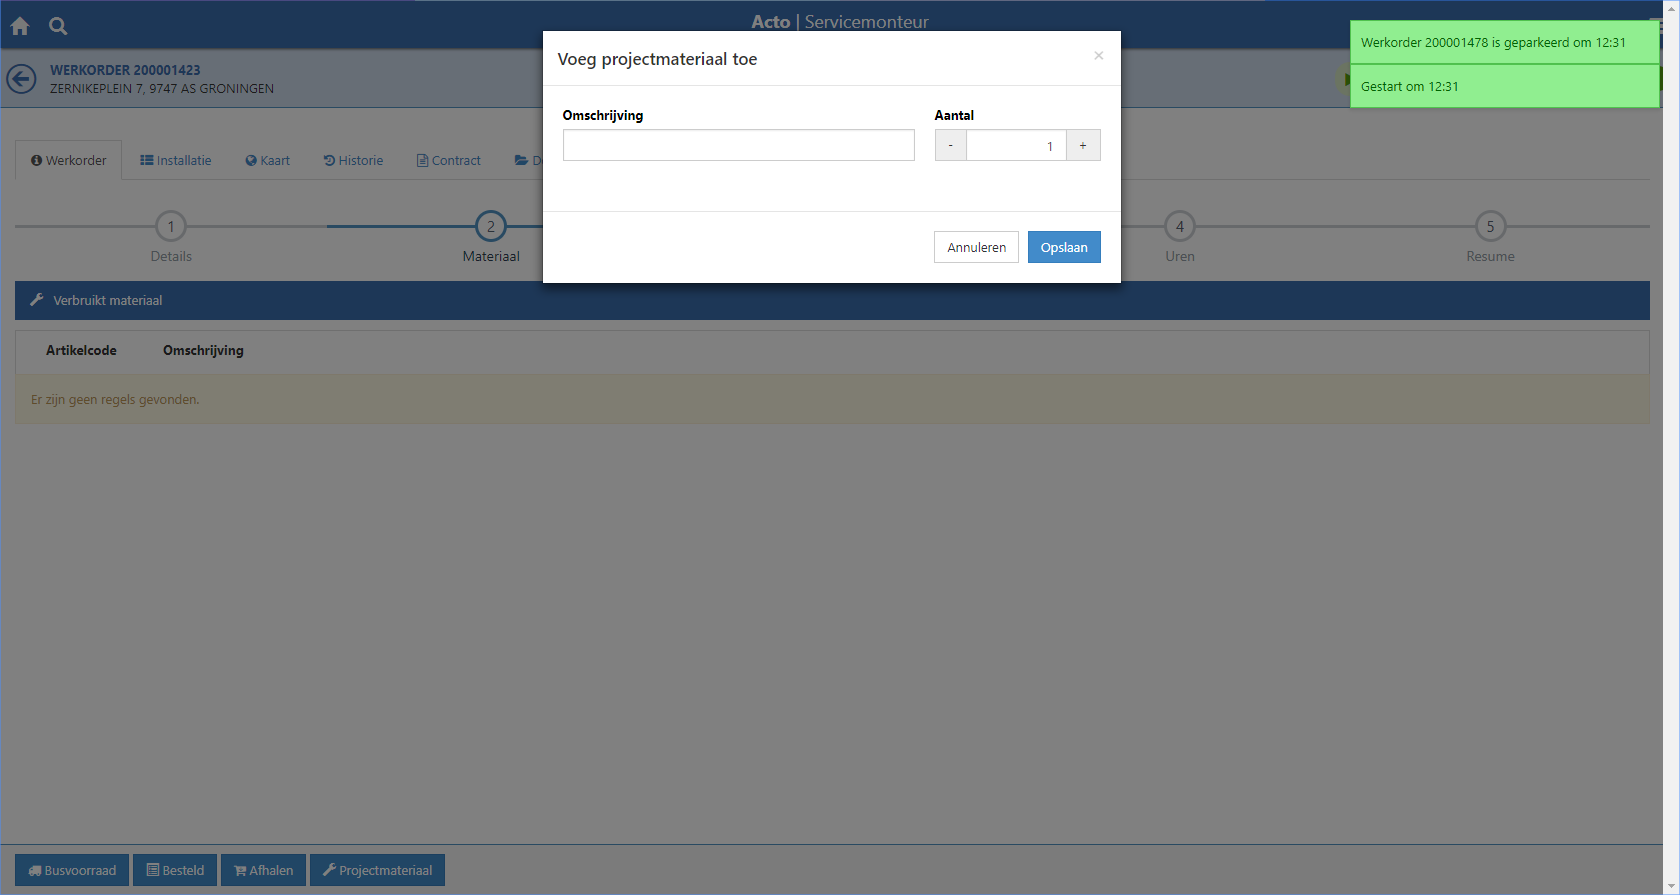 Acto | Servicemonteur
WERKORDER 200001423
ZERNIKEPLEIN 7, 9747 AS GRONINGEN
Werkorder 200001478 is geparkeerd om 12:31
Gestart om 12:31
Voeg projectmateriaal toe
×
Omschrijving
Aantal
- 1 +
Annuleren Opslaan
Werkorder Installatie Kaart Historie Contract D
1 2 4 5
Details Materiaal Uren Resume
Verbruikt materiaal
Artikelcode Omschrijving
Er zijn geen regels gevonden.
Busvoorraad Besteld Afhalen Projectmateriaal